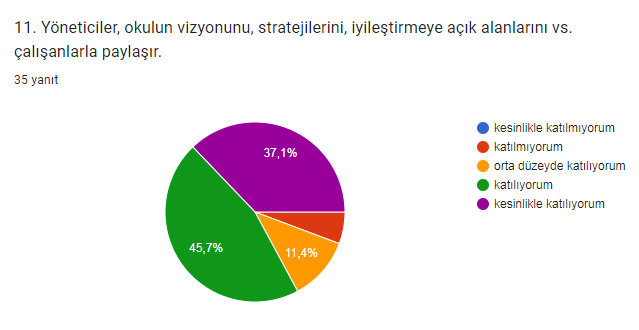 11. Yöneticiler, okulun vizyonunu, stratejilerini, iyileştirmeye açık alanlarını vs.
çalışanlarla paylaşır.
35 yanıt
kesinlikle katılmıyorum
katılmıyorum
orta düzeyde katılıyorum
katılıyorum
kesinlikle katılıyorum
37,1%
45,7%
11,4%